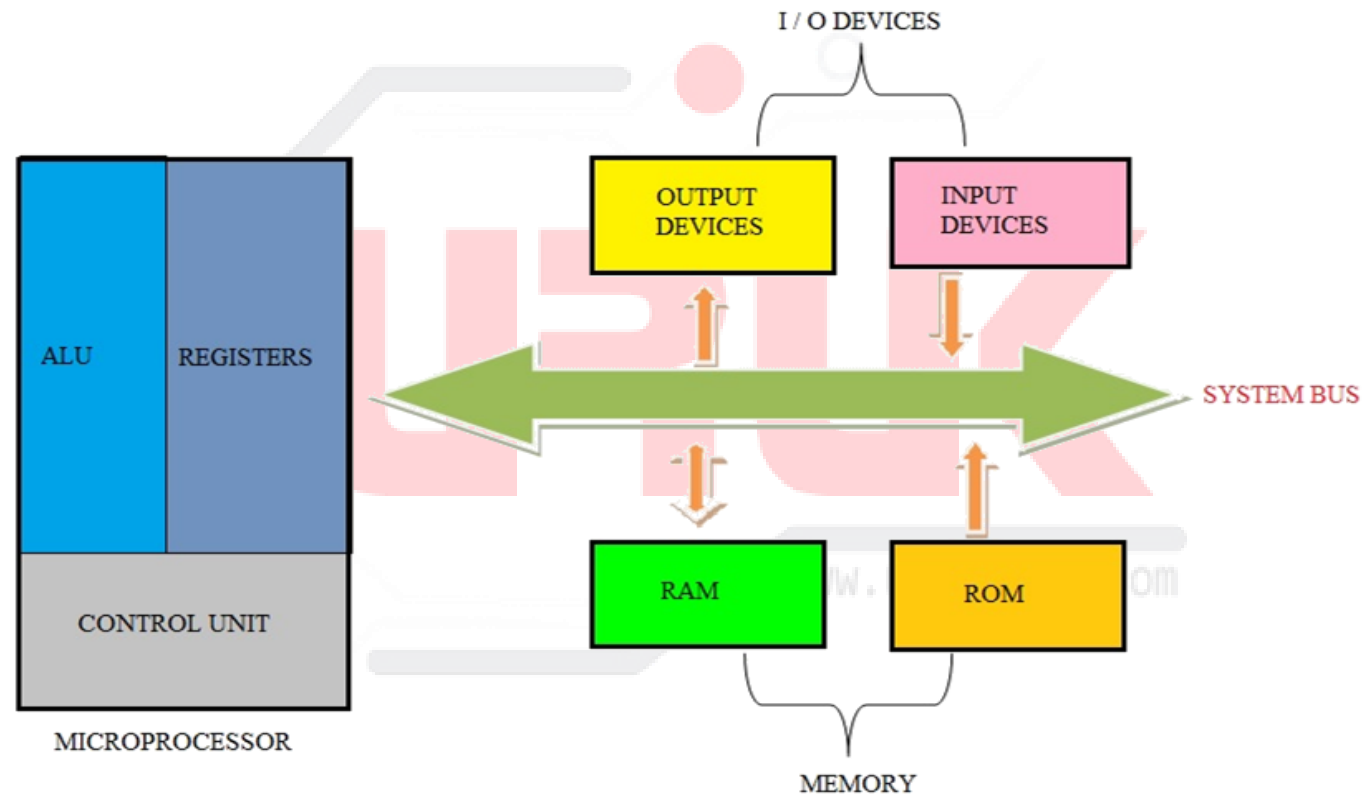 I / O DEVICES
OUTPUT
DEVICES
INPUT
DEVICES
ALU
REGISTERS
SYSTEM BUS
RAM
ROM
CONTROL UNIT
MICROPROCESSOR
MEMORY